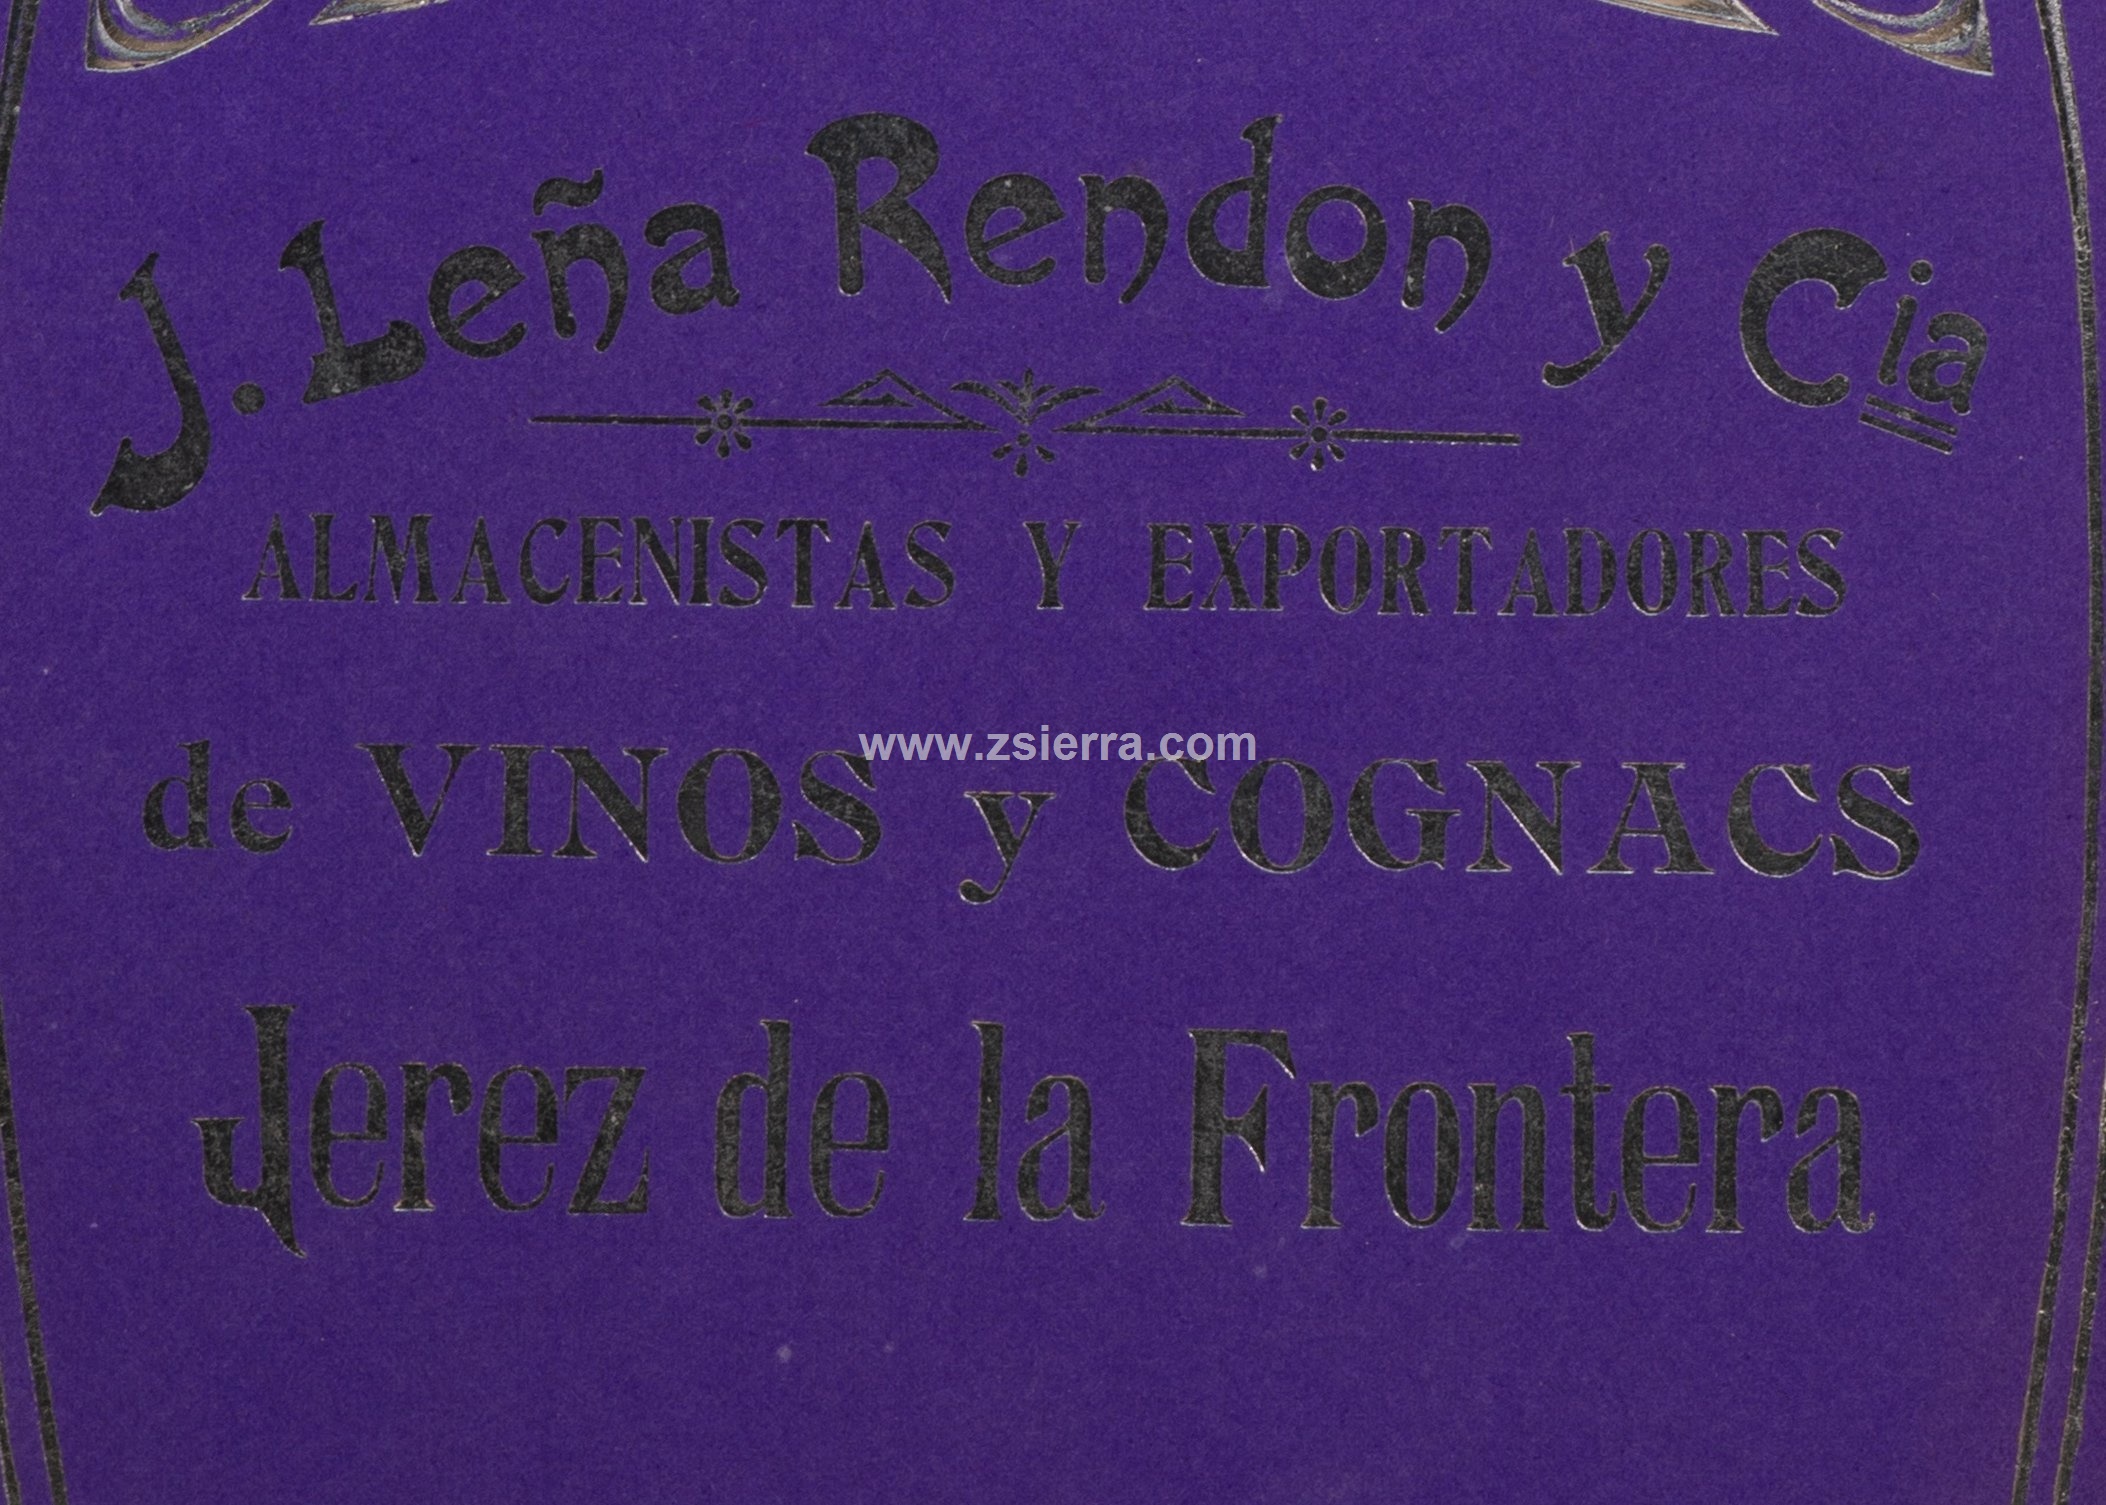 J. Leña Rendon y Cia
ALMACENISTAS Y EXPORTADORES
www.zsierra.com
de VINOS y COGNACS
Jerez de la Frontera